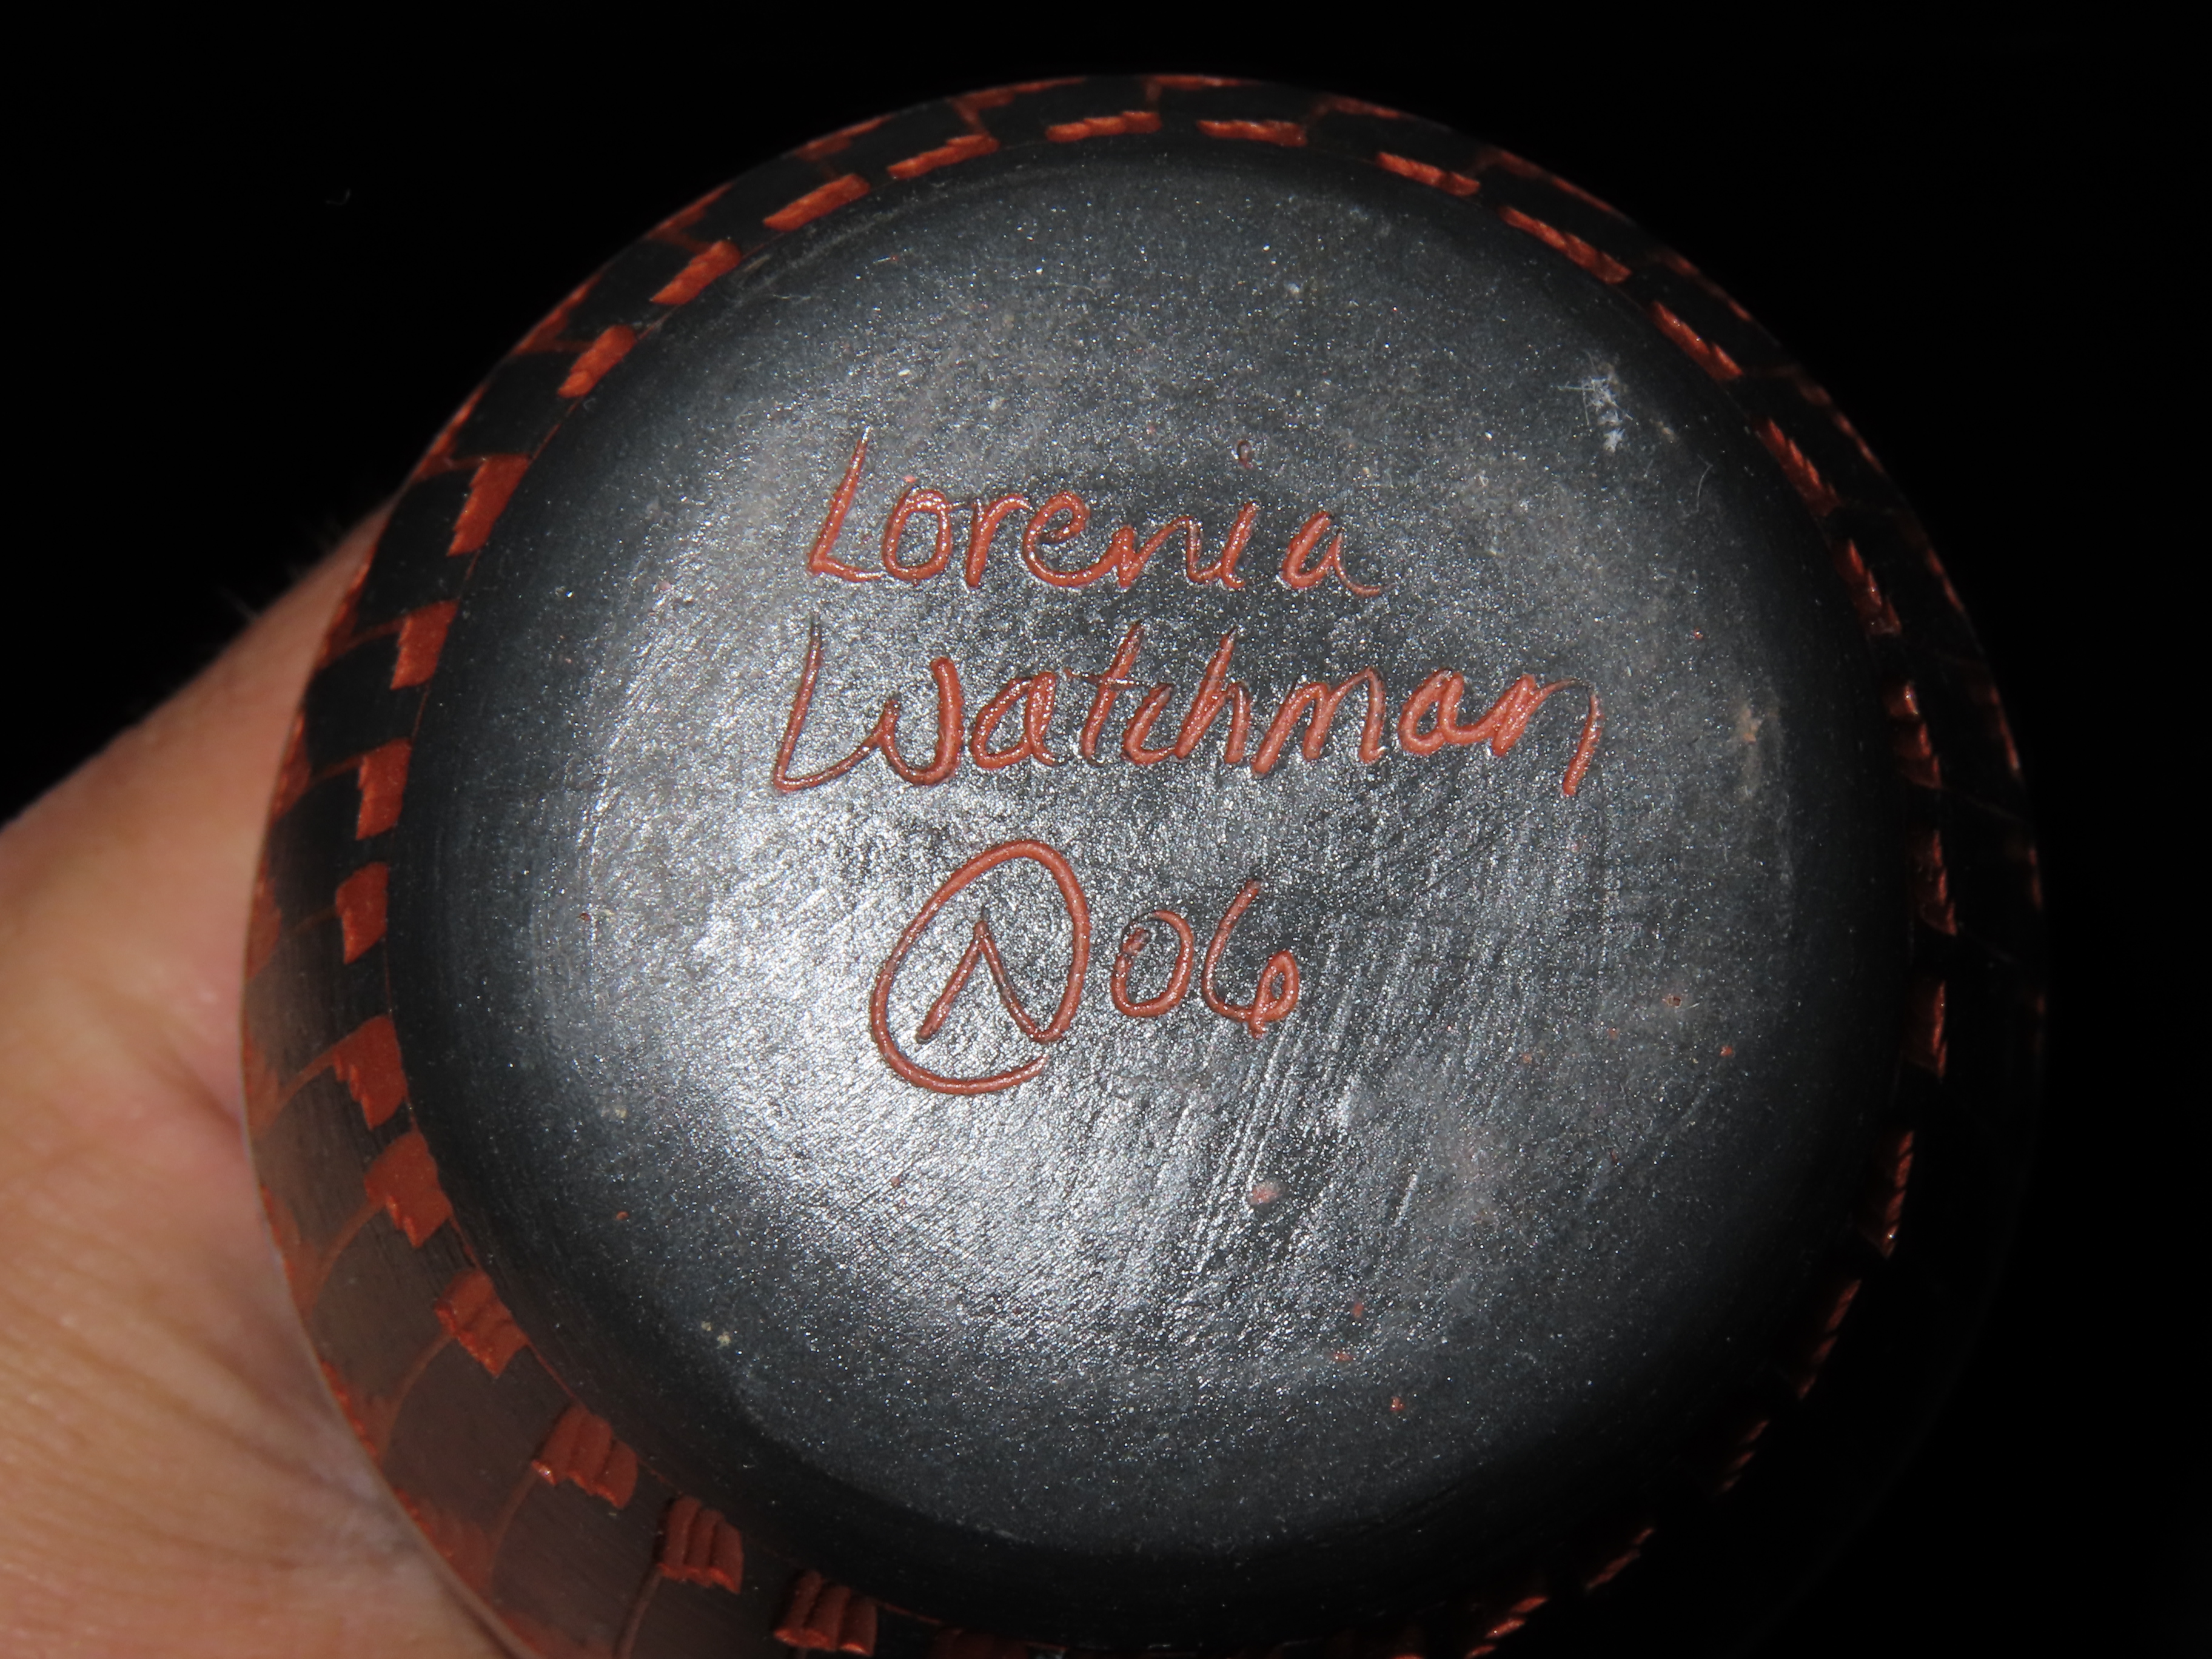 Lorenia
Watchman
Λ 06